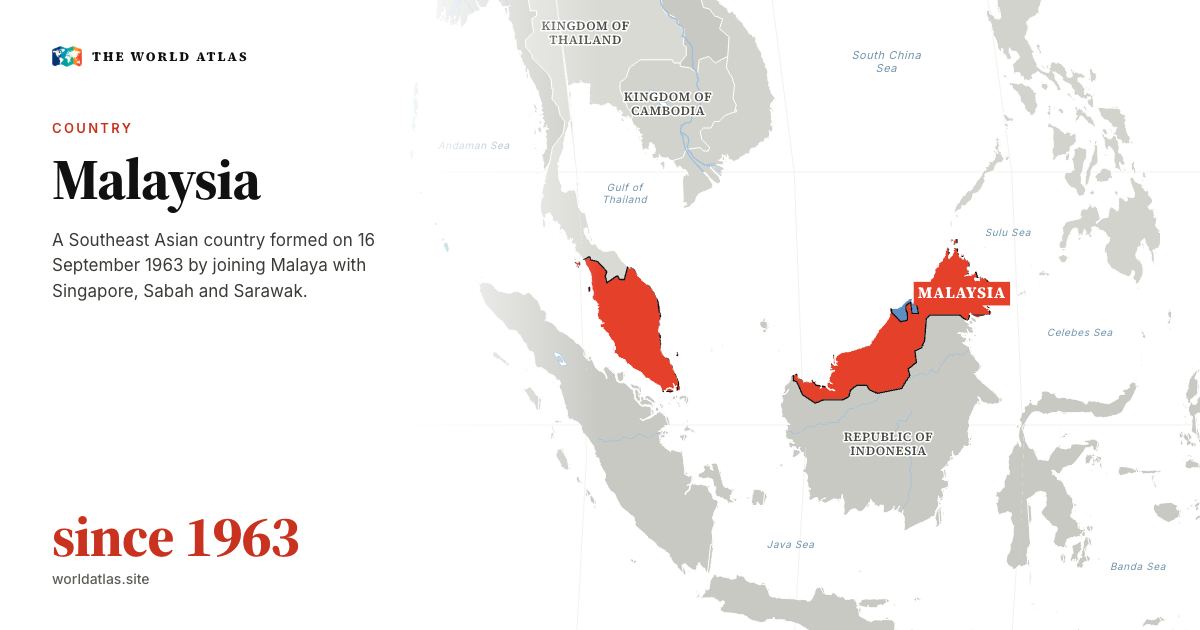 THE WORLD ATLAS
COUNTRY
Malaysia
A Southeast Asian country formed on 16
September 1963 by joining Malaya with
Singapore, Sabah and Sarawak.
since 1963
worldatlas.site
KINGDOM OF
THAILAND
South China
Sea
KINGDOM OF
CAMBODIA
Andaman Sea
Gulf of
Thailand
Sulu Sea
MALAYSIA
Celebes Sea
REPUBLIC OF
INDONESIA
Java Sea
Banda Sea